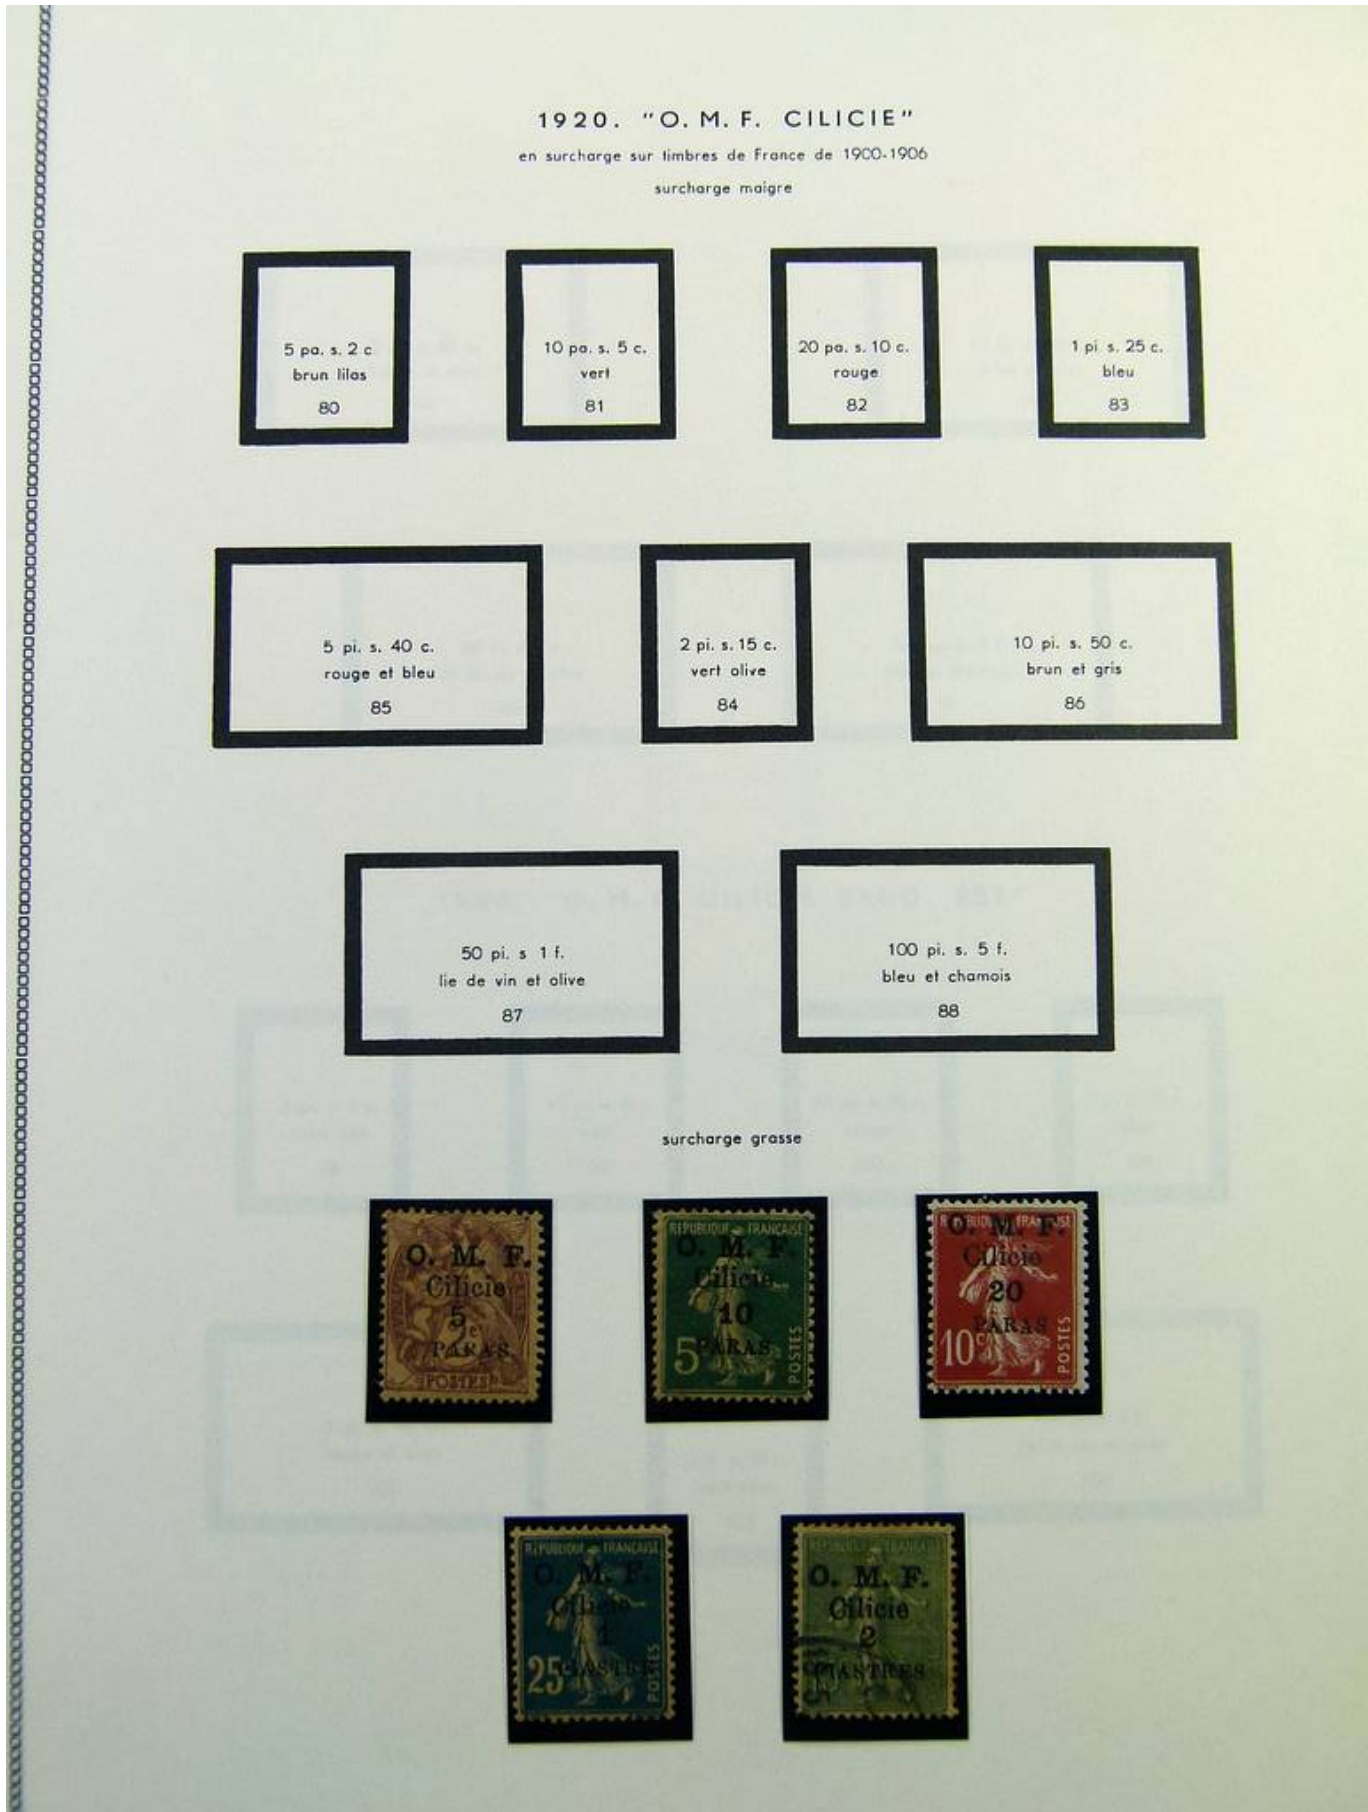 1920. "O. M. F. CILICIE"
en surcharge sur timbres de France de 1900-1906
surcharge maigre
5 pa. s. 2 c
brun lilas
80
10 pa. s. 5 c.
vert
81
20 pa. s. 10 c.
rouge
82
1 pi s. 25 c.
bleu
83
5 pi. s. 40 c.
rouge et bleu
85
2 pi. s. 15 c.
vert olive
84
10 pi. s. 50 c.
brun et gris
86
50 pi. s 1 f.
lie de vin et olive
87
100 pi. s. 5 f.
bleu et chamois
88
surcharge grasse
O. M. F.
Cilicie
5
2c
PARAS
POSTES
REPUBLIQUE FRANÇAISE
O. M. F.
Cilicie
10
5 PARAS
POSTES
REPUBLIQUE FRANÇAISE
O. M. F.
Cilicie
20
PARAS
10c
POSTES
REPUBLIQUE FRANÇAISE
O. M. F.
Cilicie
1
25 PIASTRE
POSTES
O. M. F.
Cilicie
2
PIASTRES